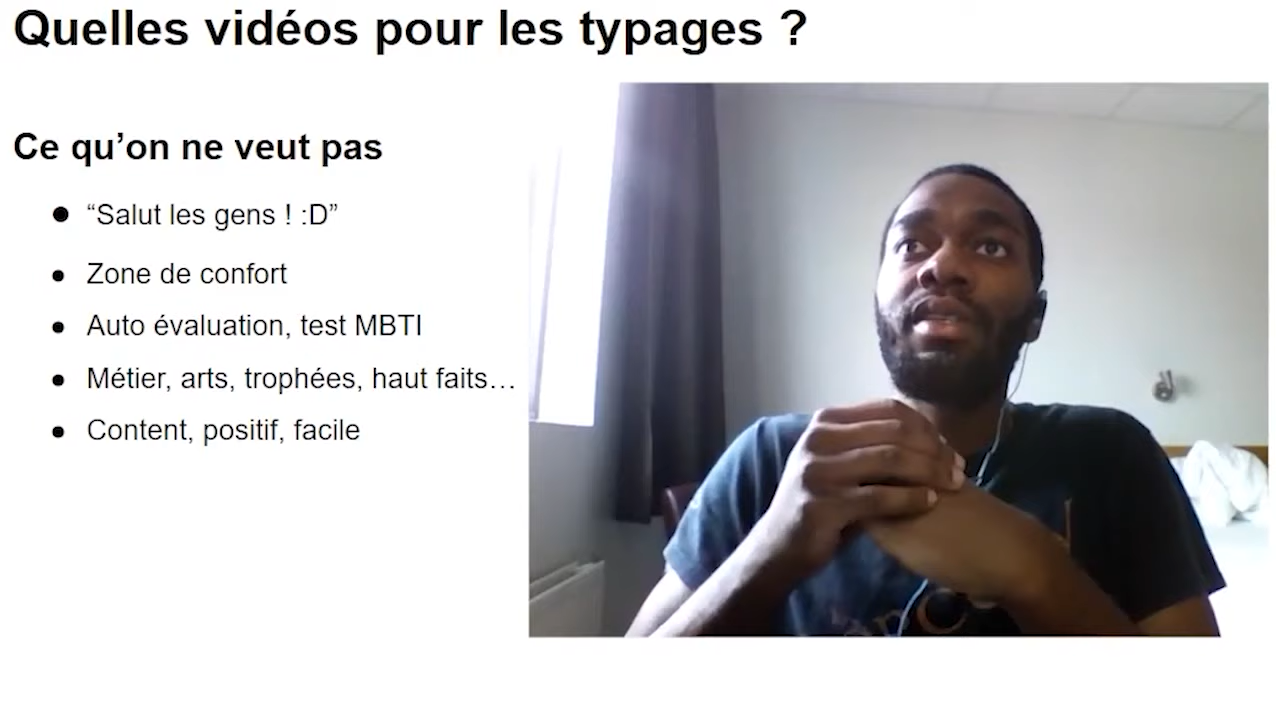 Quelles vidéos pour les typages ?
Ce qu’on ne veut pas
● “Salut les gens ! :D”
● Zone de confort
● Auto évaluation, test MBTI
● Métier, arts, trophées, haut faits…
● Content, positif, facile